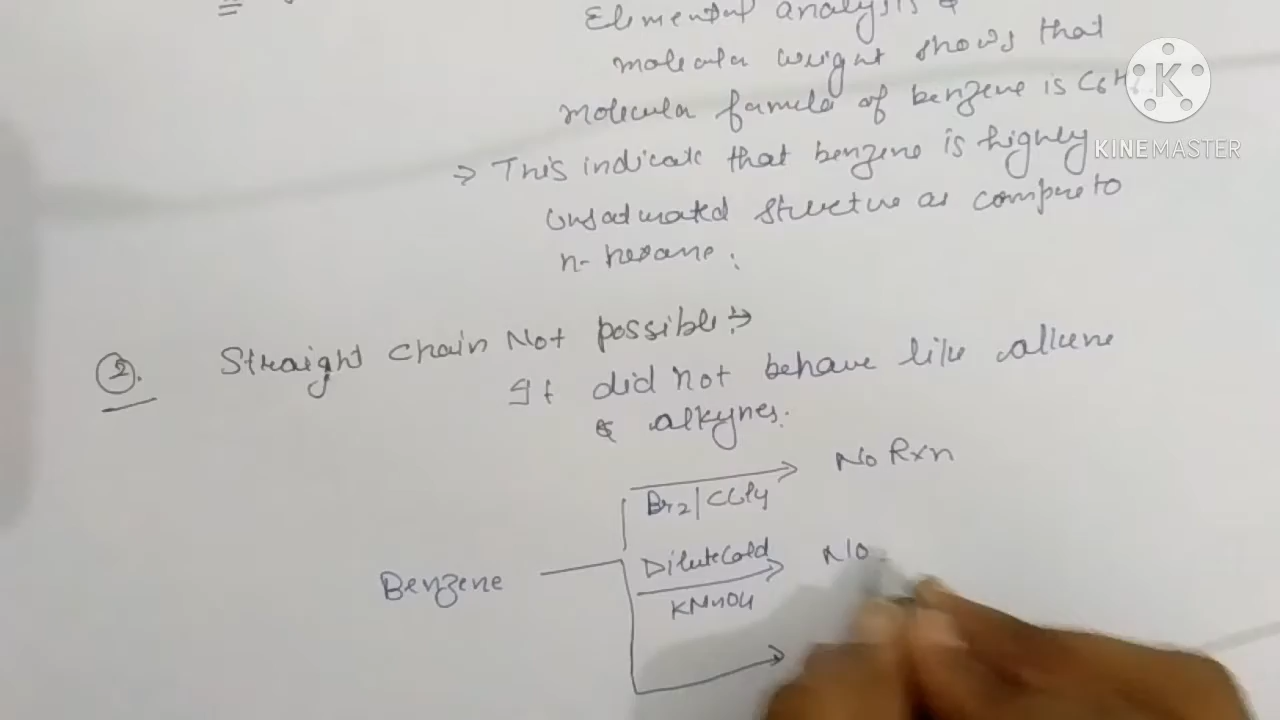 Elemental analysis &
molecular weight shows that
molecular formula of benzene is C6H
K
KINEMASTER
→ This indicate that benzene is highly
unsaturated structure as compare to
n-hexane.
2. Straight chain Not possible:→
It did not behave like alkene
& alkynes.
No Rxn
Br2|CCl4
Dilute Cold
No
KMnO4
Benzene